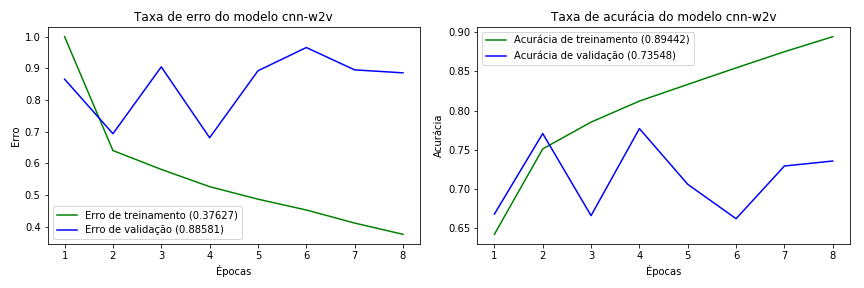 Taxa de erro do modelo cnn-w2v
1.0
0.9
0.8
0.7
0.6
0.5
0.4
Erro
Erro de treinamento (0.37627)
Erro de validação (0.88581)
1 2 3 4 5 6 7 8
Épocas
Taxa de acurácia do modelo cnn-w2v
0.90
0.85
0.80
0.75
0.70
0.65
Acurácia
Acurácia de treinamento (0.89442)
Acurácia de validação (0.73548)
1 2 3 4 5 6 7 8
Épocas